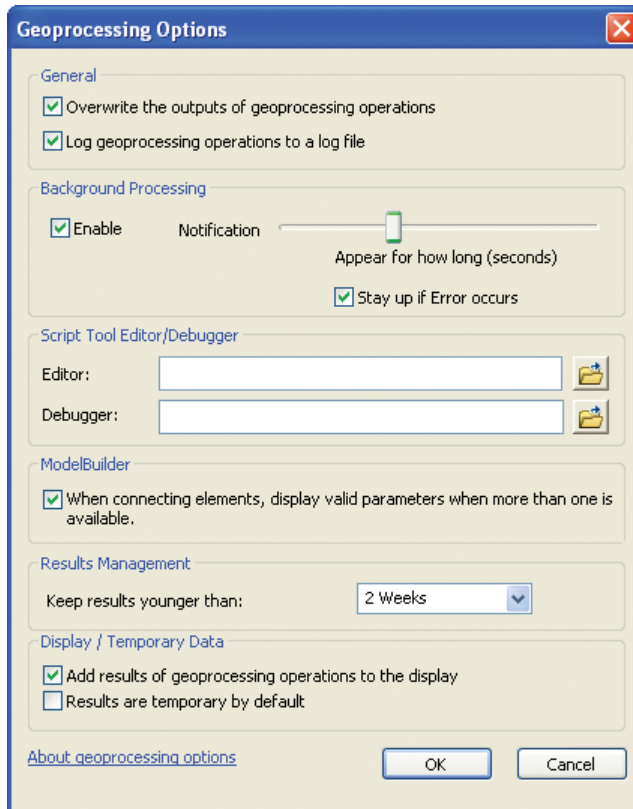 Geoprocessing Options
General
Overwrite the outputs of geoprocessing operations
Log geoprocessing operations to a log file
Background Processing
Enable
Notification
Appear for how long (seconds)
Stay up if Error occurs
Script Tool Editor/Debugger
Editor:
Debugger:
ModelBuilder
When connecting elements, display valid parameters when more than one is
available.
Results Management
Keep results younger than:
2 Weeks
Display / Temporary Data
Add results of geoprocessing operations to the display
Results are temporary by default
About geoprocessing options
OK
Cancel